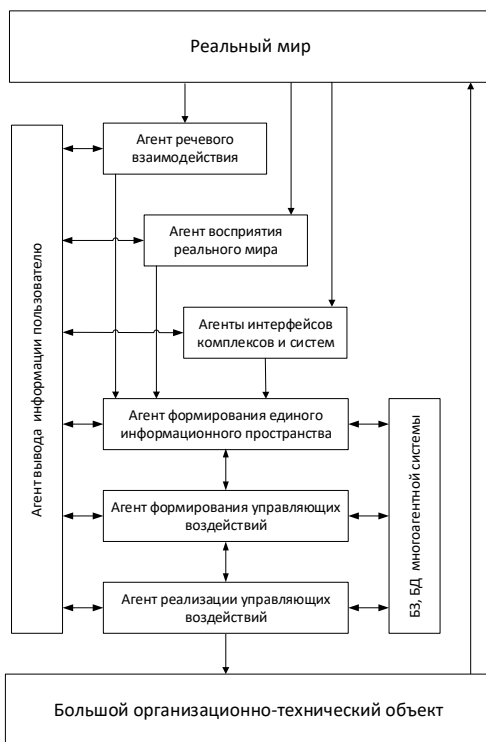 Реальный мир
Агент речевого
взаимодействия
Агент восприятия
реального мира
Агенты интерфейсов
комплексов и систем
Агент вывода информации пользователю
Агент формирования единого
информационного пространства
Агент формирования управляющих
воздействий
Агент реализации управляющих
воздействий
БЗ, БД многоагентной системы
Большой организационно-технический объект